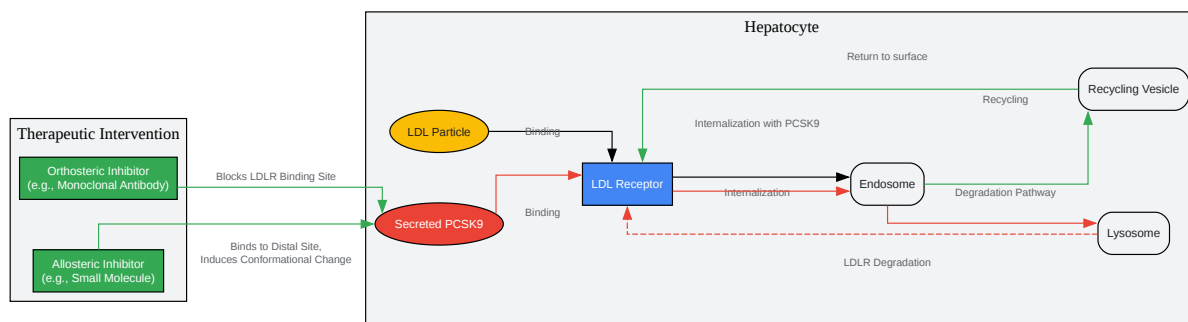 Hepatocyte
Return to surface
Recycling Vesicle
Recycling
Therapeutic Intervention
LDL Particle
Binding
Internalization with PCSK9
Orthosteric Inhibitor
(e.g., Monoclonal Antibody)
Blocks LDLR Binding Site
LDL Receptor
Internalization
Endosome
Degradation Pathway
Binding
Secreted PCSK9
Lysosome
Binds to Distal Site,
Induces Conformational Change
Allosteric Inhibitor
(e.g., Small Molecule)
LDLR Degradation